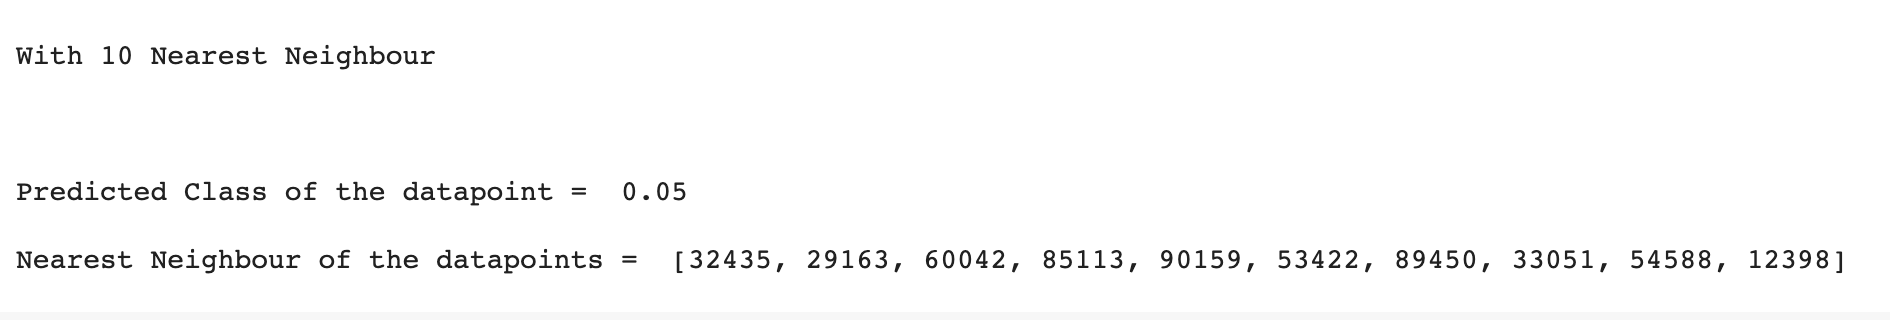 With 10 Nearest Neighbour
Predicted Class of the datapoint =  0.05
Nearest Neighbour of the datapoints =  [32435, 29163, 60042, 85113, 90159, 53422, 89450, 33051, 54588, 12398]